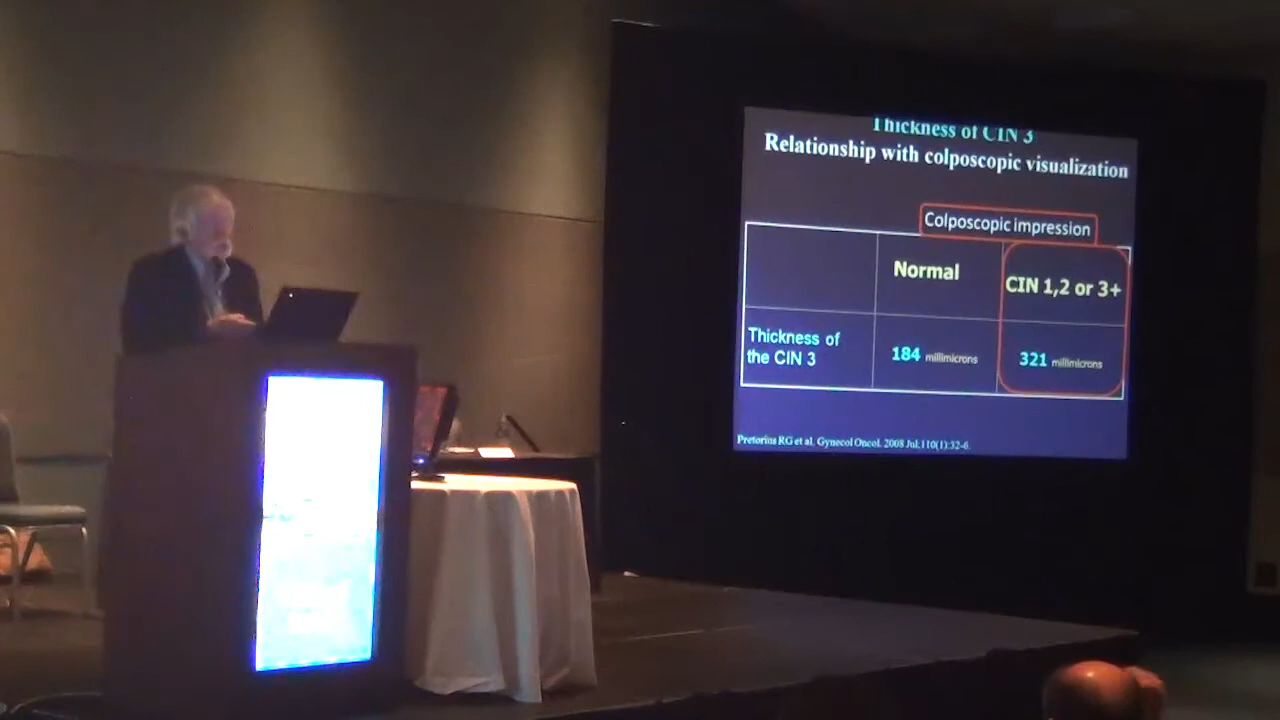 Thickness of CIN 3
Relationship with colposcopic visualization
Colposcopic impression
Normal
CIN 1,2 or 3+
Thickness of
the CIN 3
184 millimicrons
321 millimicrons
Pretorius RG et al. Gynecol Oncol. 2008 Jul;110(1):32-6.